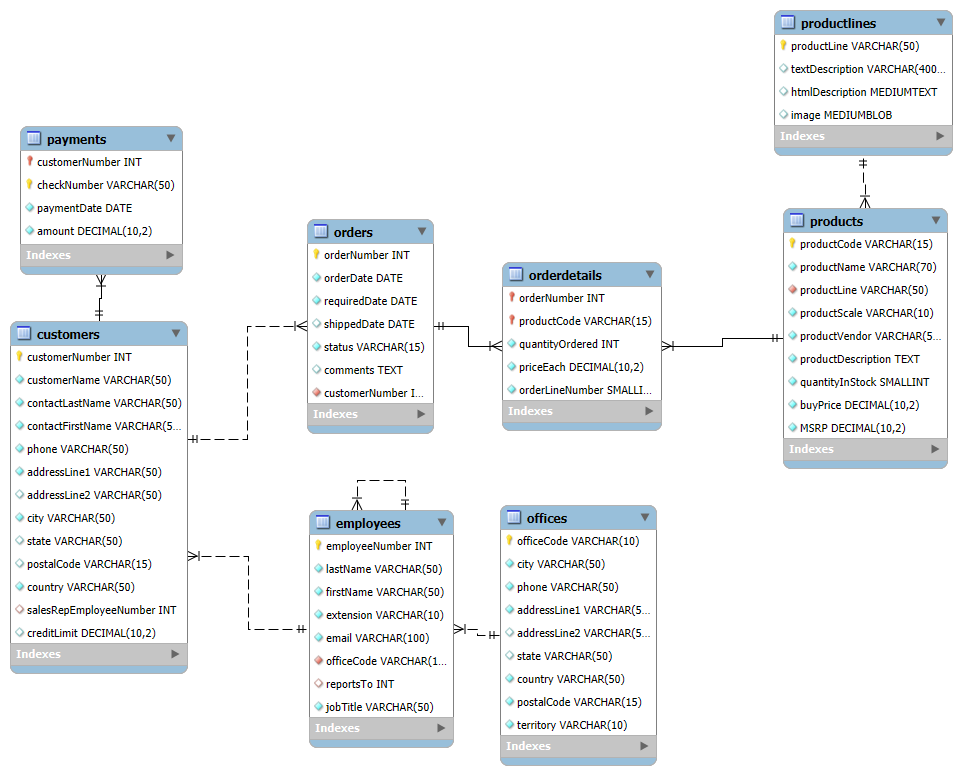 productlines
productLine VARCHAR(50)
textDescription VARCHAR(400...
htmlDescription MEDIUMTEXT
image MEDIUMBLOB
Indexes
payments
customerNumber INT
checkNumber VARCHAR(50)
paymentDate DATE
amount DECIMAL(10,2)
Indexes
orders
orderNumber INT
orderDate DATE
requiredDate DATE
shippedDate DATE
status VARCHAR(15)
comments TEXT
customerNumber I...
Indexes
orderdetails
orderNumber INT
productCode VARCHAR(15)
quantityOrdered INT
priceEach DECIMAL(10,2)
orderLineNumber SMALLI...
Indexes
products
productCode VARCHAR(15)
productName VARCHAR(70)
productLine VARCHAR(50)
productScale VARCHAR(10)
productVendor VARCHAR(5...
productDescription TEXT
quantityInStock SMALLINT
buyPrice DECIMAL(10,2)
MSRP DECIMAL(10,2)
Indexes
customers
customerNumber INT
customerName VARCHAR(50)
contactLastName VARCHAR(50)
contactFirstName VARCHAR(5...
phone VARCHAR(50)
addressLine1 VARCHAR(50)
addressLine2 VARCHAR(50)
city VARCHAR(50)
state VARCHAR(50)
postalCode VARCHAR(15)
country VARCHAR(50)
salesRepEmployeeNumber INT
creditLimit DECIMAL(10,2)
Indexes
employees
employeeNumber INT
lastName VARCHAR(50)
firstName VARCHAR(50)
extension VARCHAR(10)
email VARCHAR(100)
officeCode VARCHAR(1...
reportsTo INT
jobTitle VARCHAR(50)
Indexes
offices
officeCode VARCHAR(10)
city VARCHAR(50)
phone VARCHAR(50)
addressLine1 VARCHAR(5...
addressLine2 VARCHAR(5...
state VARCHAR(50)
country VARCHAR(50)
postalCode VARCHAR(15)
territory VARCHAR(10)
Indexes